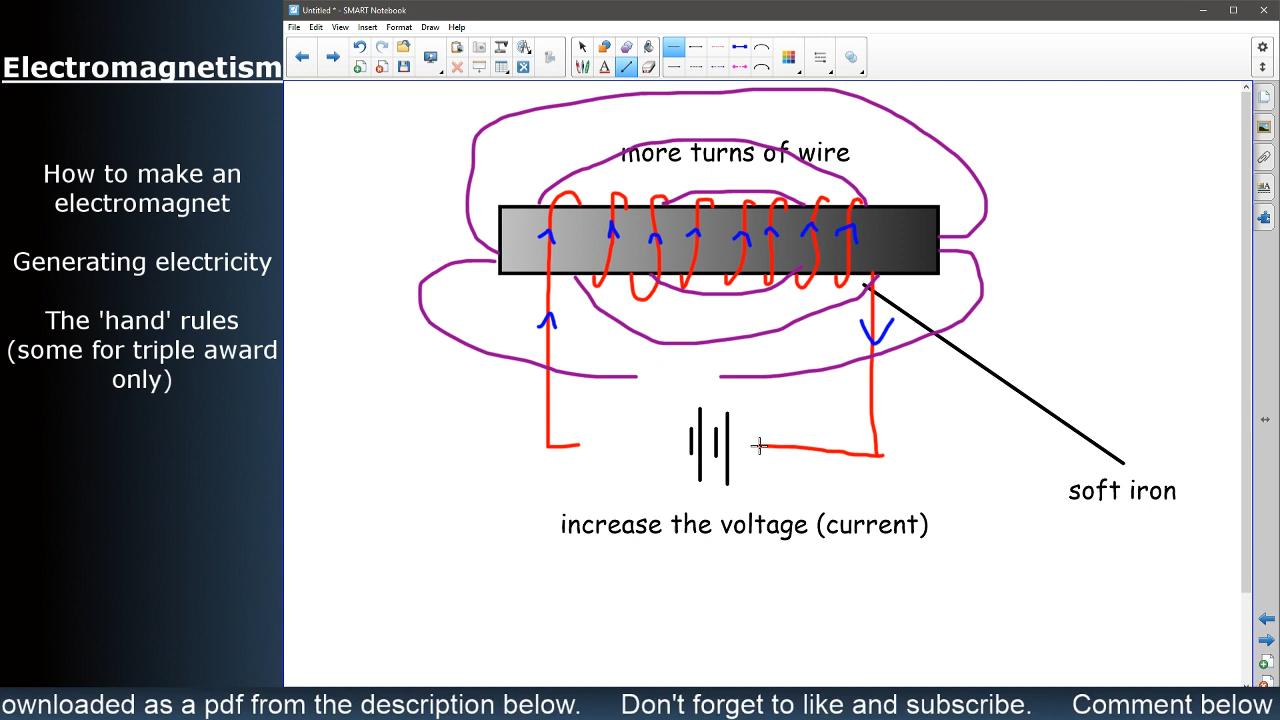 Untitled * - SMART Notebook
File Edit View Insert Format Draw Help
Electromagnetism
How to make an
electromagnet
Generating electricity
The 'hand' rules
(some for triple award
only)
more turns of wire
soft iron
increase the voltage (current)
ownloaded as a pdf from the description below. Don't forget to like and subscribe. Comment below